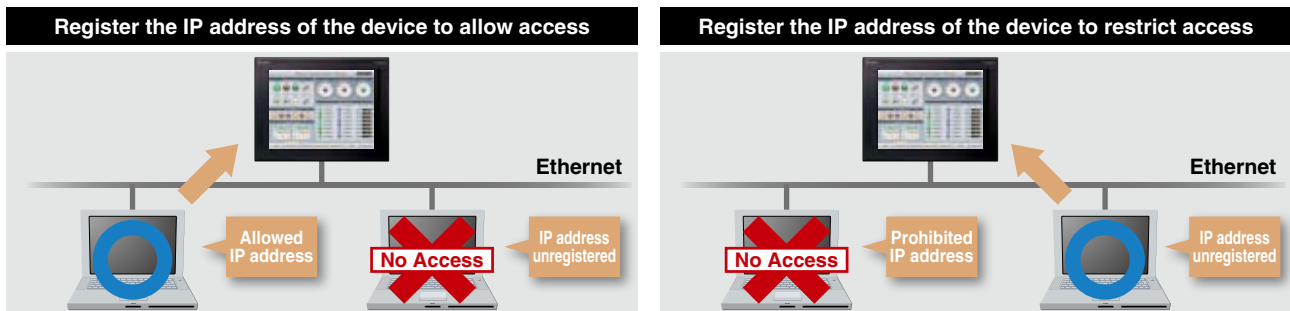 Register the IP address of the device to allow access
Ethernet
Allowed
IP address
No Access
IP address
unregistered
Register the IP address of the device to restrict access
Ethernet
No Access
Prohibited
IP address
IP address
unregistered